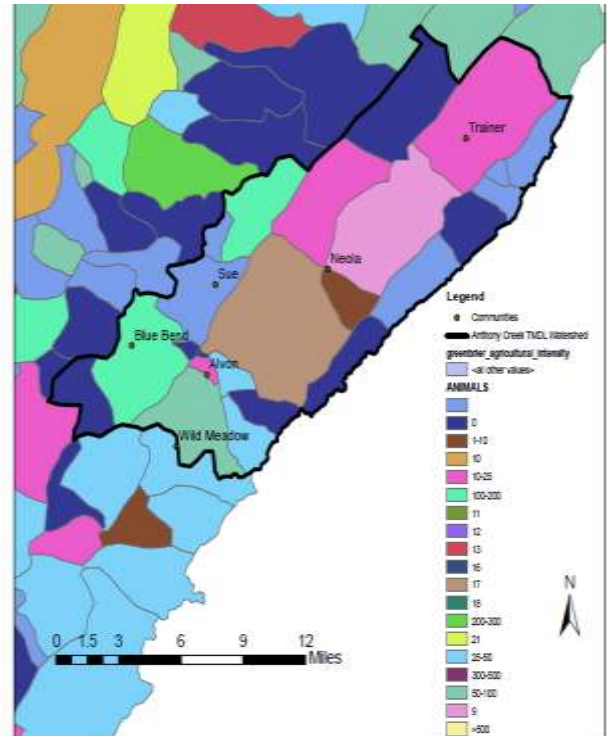 Trainer
Neola
Sue
Blue Bend
Alvon
Wild Meadow
Legend
Communities
Anthony Creek TMDL Watershed
greenbrier_agricultural_intensity
<all other values>
ANIMALS
0
1-10
10
10-25
100-200
11
12
13
16
17
18
200-300
21
25-50
300-500
50-100
9
>500
N
0 1.5 3 6 9 12
Miles